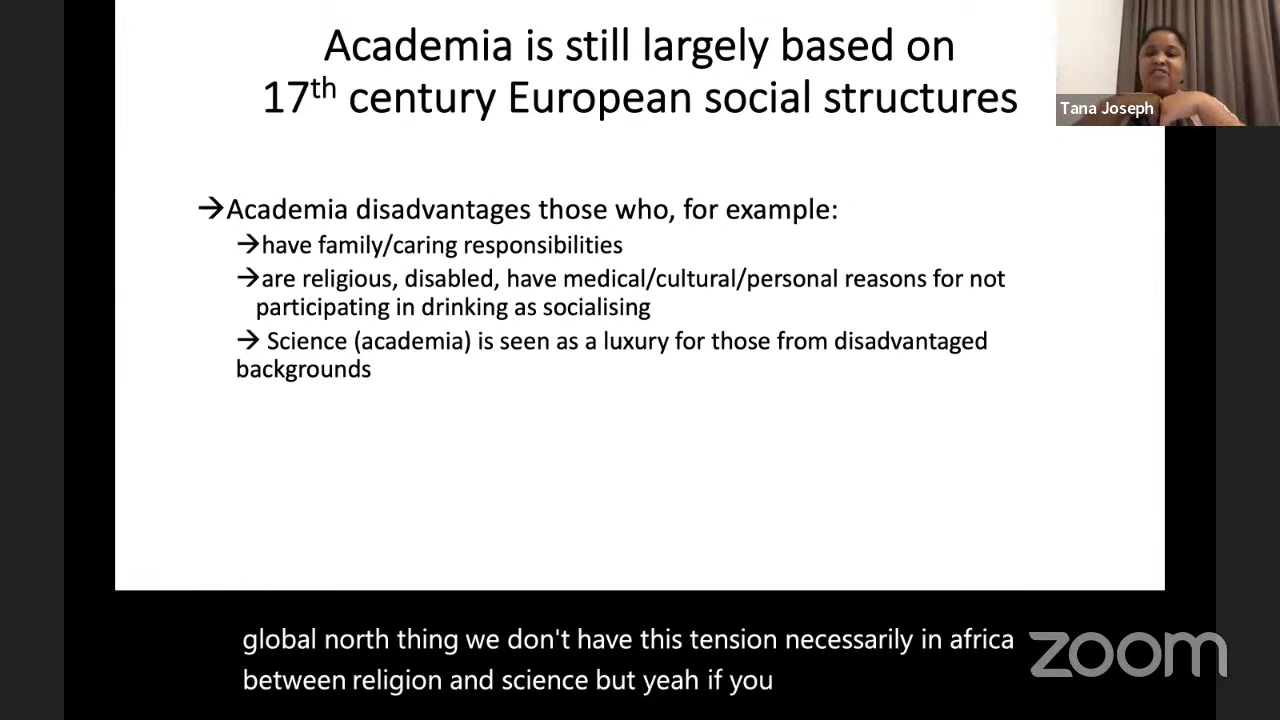 Academia is still largely based on
17th century European social structures
Tana Joseph
→Academia disadvantages those who, for example:
→have family/caring responsibilities
→are religious, disabled, have medical/cultural/personal reasons for not
participating in drinking as socialising
→ Science (academia) is seen as a luxury for those from disadvantaged
backgrounds
global north thing we don't have this tension necessarily in africa
between religion and science but yeah if you
zoom